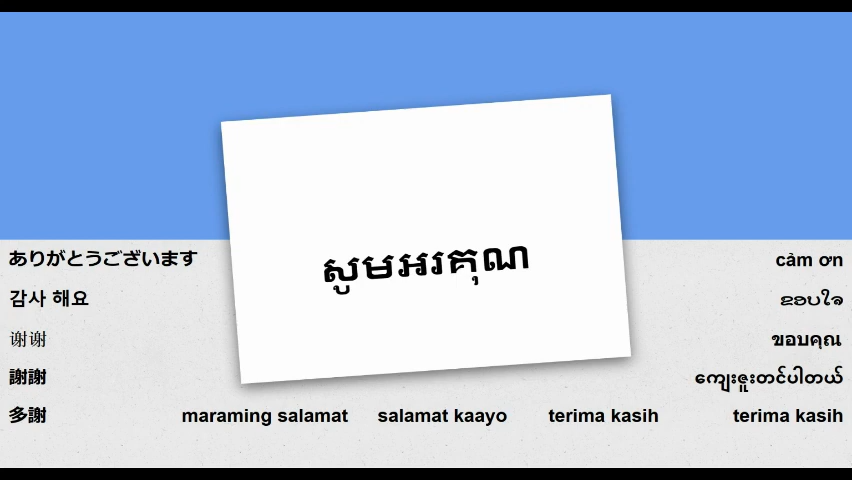 សូមអរគុណ
ありがとうございます
cảm ơn
감사 해요
ຂອບໃຈ
谢谢
ขอบคุณ
謝謝
ကျေးဇူးတင်ပါတယ်
多謝
maraming salamat
salamat kaayo
terima kasih
terima kasih